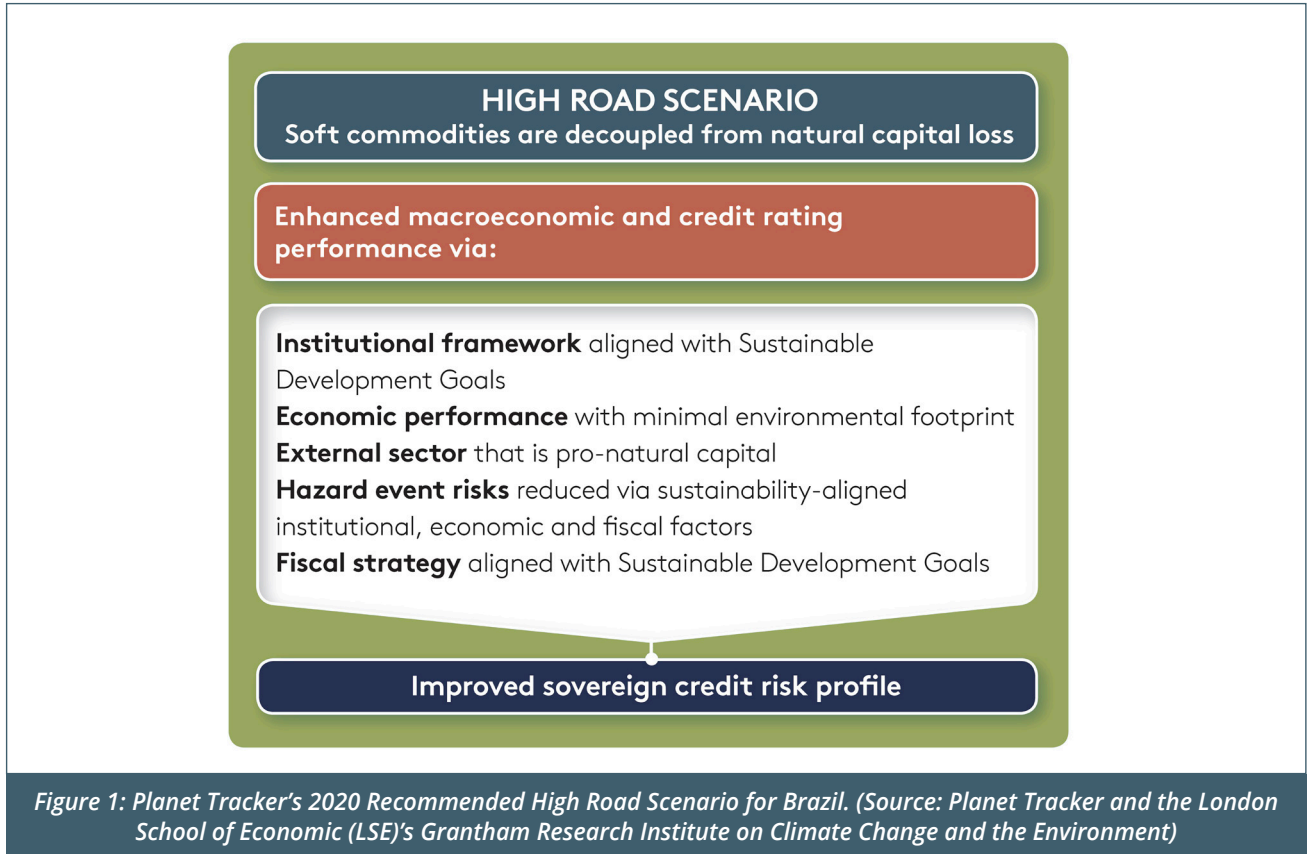 HIGH ROAD SCENARIO
Soft commodities are decoupled from natural capital loss
Enhanced macroeconomic and credit rating
performance via:
Institutional framework aligned with Sustainable
Development Goals
Economic performance with minimal environmental footprint
External sector that is pro-natural capital
Hazard event risks reduced via sustainability-aligned
institutional, economic and fiscal factors
Fiscal strategy aligned with Sustainable Development Goals
Improved sovereign credit risk profile
Figure 1: Planet Tracker’s 2020 Recommended High Road Scenario for Brazil. (Source: Planet Tracker and the London
School of Economic (LSE)’s Grantham Research Institute on Climate Change and the Environment)